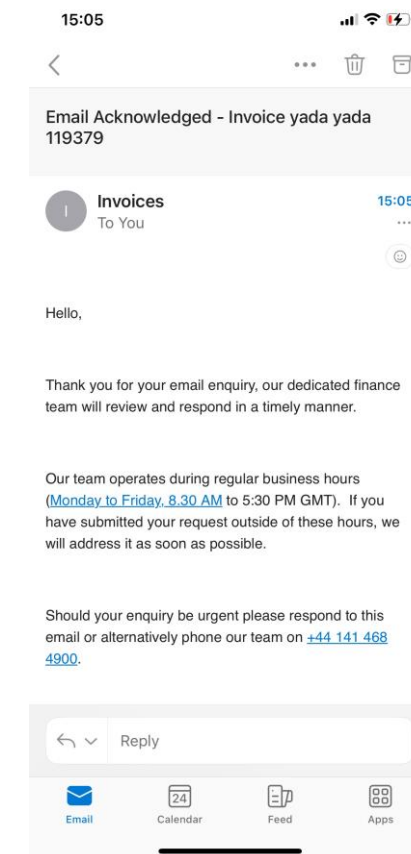 15:05
Email Acknowledged - Invoice yada yada
119379
I
Invoices
15:05
To You
Hello,
Thank you for your email enquiry, our dedicated finance
team will review and respond in a timely manner.
Our team operates during regular business hours
(Monday to Friday, 8.30 AM to 5:30 PM GMT).  If you
have submitted your request outside of these hours, we
will address it as soon as possible.
Should your enquiry be urgent please respond to this
email or alternatively phone our team on +44 141 468
4900.
Reply
24
Email
Calendar
Feed
Apps